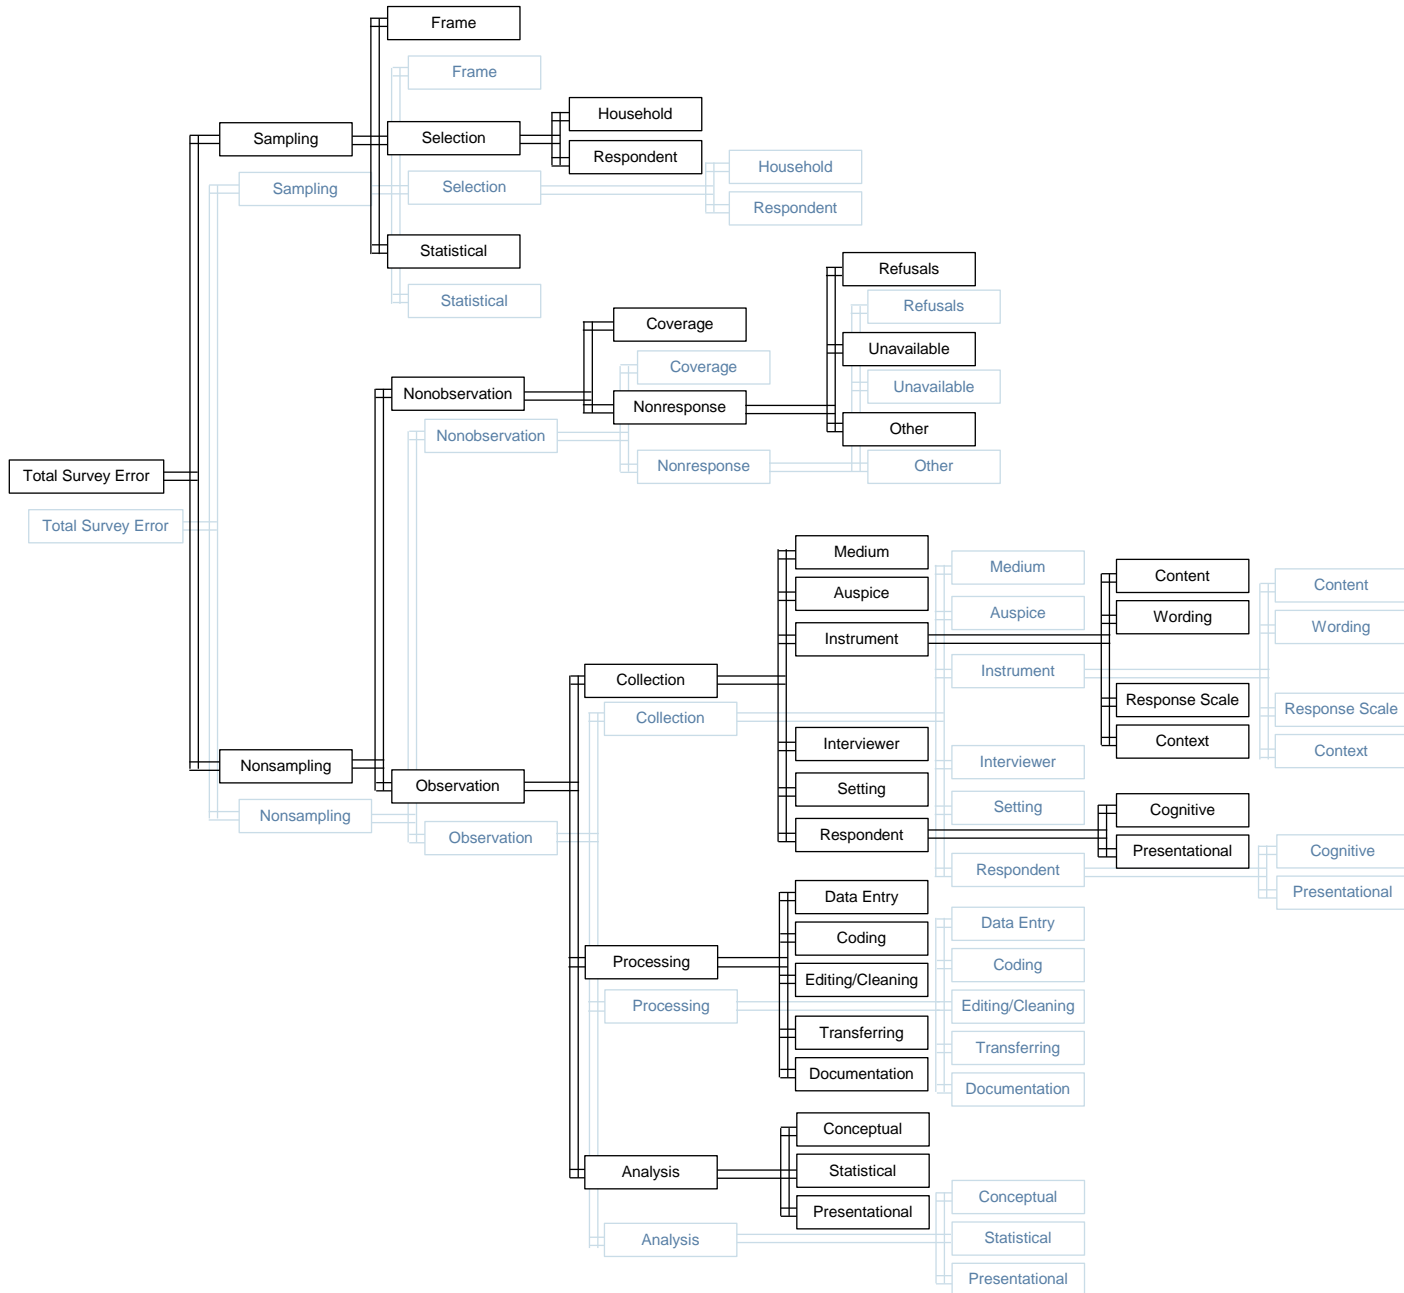 Frame
Frame
Household
Sampling
Selection
Respondent
Household
Sampling
Selection
Respondent
Statistical
Refusals
Statistical
Refusals
Coverage
Unavailable
Coverage
Unavailable
Nonobservation
Nonresponse
Other
Nonobservation
Nonresponse
Other
Total Survey Error
Total Survey Error
Medium
Medium
Content
Content
Auspice
Auspice
Wording
Wording
Instrument
Instrument
Collection
Response Scale
Response Scale
Collection
Interviewer
Context
Context
Interviewer
Nonsampling
Observation
Setting
Setting
Cognitive
Nonsampling
Observation
Respondent
Presentational
Cognitive
Respondent
Presentational
Data Entry
Data Entry
Coding
Processing
Coding
Editing/Cleaning
Processing
Editing/Cleaning
Transferring
Transferring
Documentation
Documentation
Conceptual
Analysis
Statistical
Conceptual
Presentational
Analysis
Statistical
Presentational